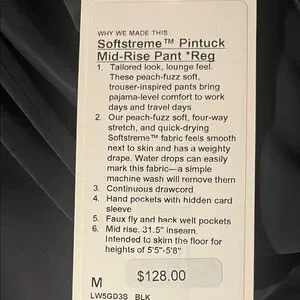 WHY WE MADE THIS
Softstreme™ Pintuck
Mid-Rise Pant *Reg
1. Tailored look, lounge feel.
These peach-fuzz soft,
trouser-inspired pants bring
pajama-level comfort to work
days and travel days
2. Our peach-fuzz soft, four-way
stretch, and quick-drying
Softstreme™ fabric feels smooth
next to skin and has a weighty
drape. Water drops can easily
mark this fabric—a simple
machine wash will remove them
3. Continuous drawcord
4. Hand pockets with hidden card
sleeve
5. Faux fly and back welt pockets
6. Mid rise. 31.5" inseam.
Intended to skim the floor for
heights of 5'5"-5'8"
M
$128.00
LW5GD3S BLK